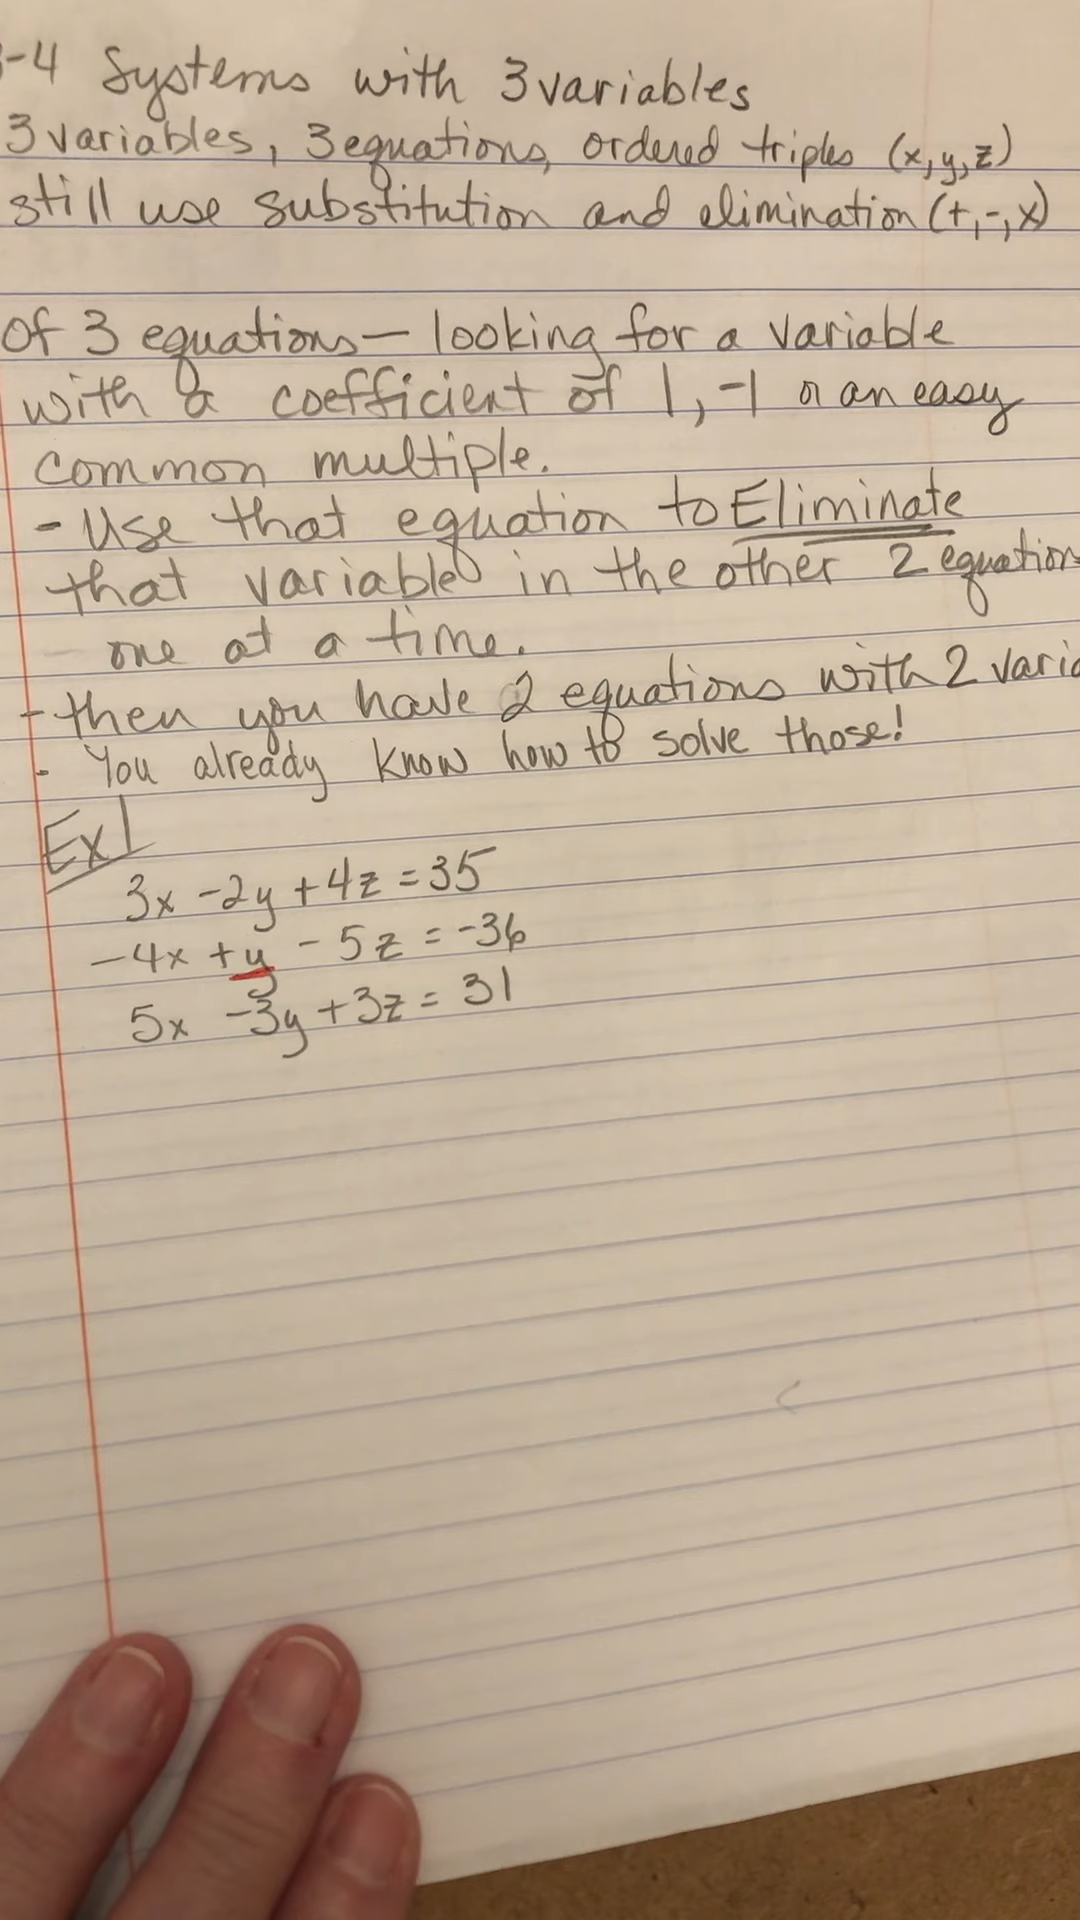 -4 Systems with 3 variables
3 variables, 3 equations, ordered triples (x,y,z)
still use substitution and elimination (+,-,x)
Of 3 equations— looking for a variable
with a coefficient of 1, -1 or an easy
common multiple.
- Use that equation to Eliminate
that variable in the other 2 equation
one at a time.
- then you have 2 equations with 2 varia
- You already know how to solve those!
Ex 1
3x -2y +4z = 35
-4x +y - 5z = -36
5x -3y +3z = 31